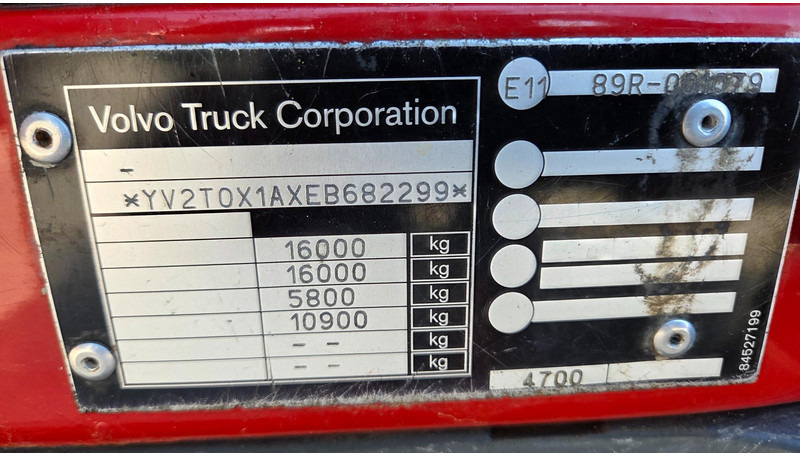 Volvo Truck Corporation
-
*YV2T0X1AXEB682299*
16000 kg
16000 kg
5800 kg
10900 kg
- - kg
- - kg
E11
4700
84527199